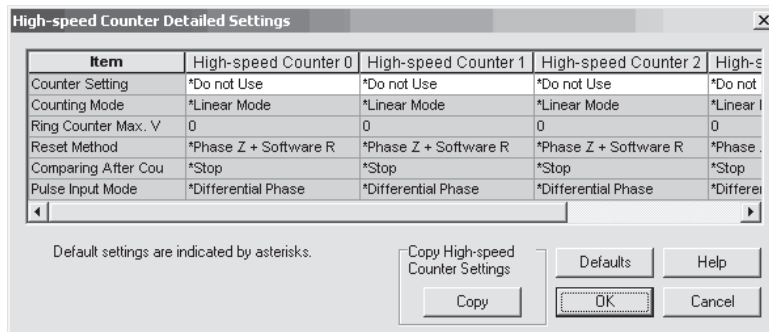 High-speed Counter Detailed Settings
Item High-speed Counter 0 High-speed Counter 1 High-speed Counter 2 High-s
Counter Setting *Do not Use *Do not Use *Do not Use *Do not
Counting Mode *Linear Mode *Linear Mode *Linear Mode *Linear
Ring Counter Max. V 0 0 0 0
Reset Method *Phase Z + Software R *Phase Z + Software R *Phase Z + Software R *Phase
Comparing After Cou *Stop *Stop *Stop *Stop
Pulse Input Mode *Differential Phase *Differential Phase *Differential Phase *Differe
Default settings are indicated by asterisks.
Copy High-speed
Counter Settings
Copy
Defaults Help
OK Cancel